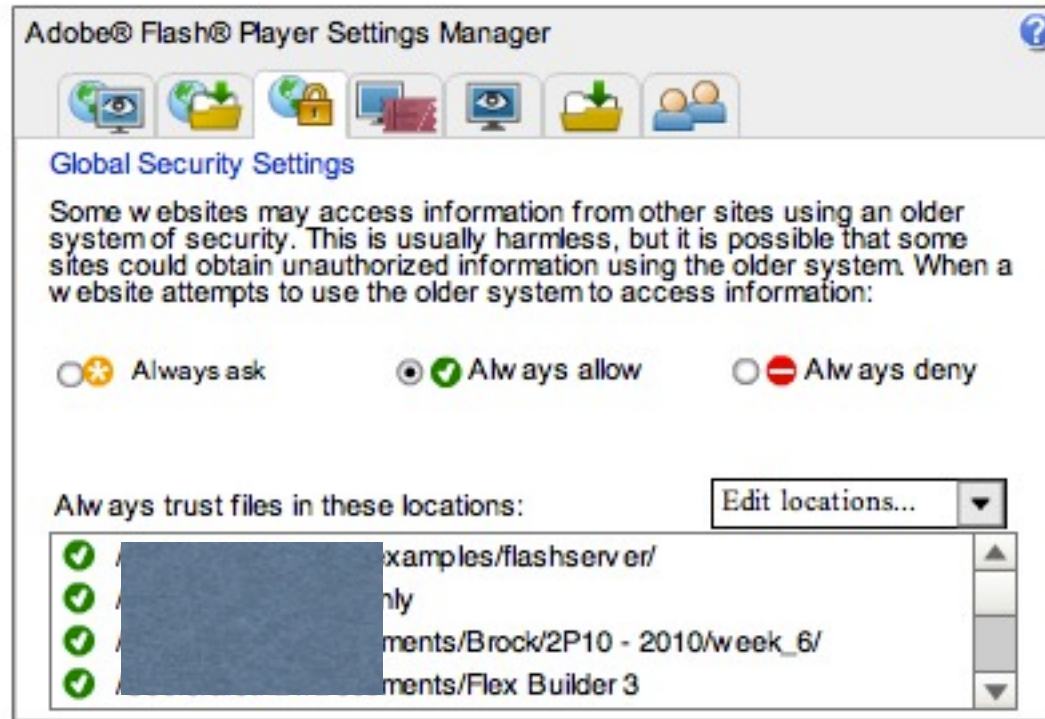 Adobe® Flash® Player Settings Manager
?
Global Security Settings
Some websites may access information from other sites using an older
system of security. This is usually harmless, but it is possible that some
sites could obtain unauthorized information using the older system. When a
website attempts to use the older system to access information:
Always ask Always allow Always deny
Always trust files in these locations: Edit locations...
/ examples/flashserver/
/
/ ments/Brock/2P10 - 2010/week_6/
/ ments/Flex Builder 3